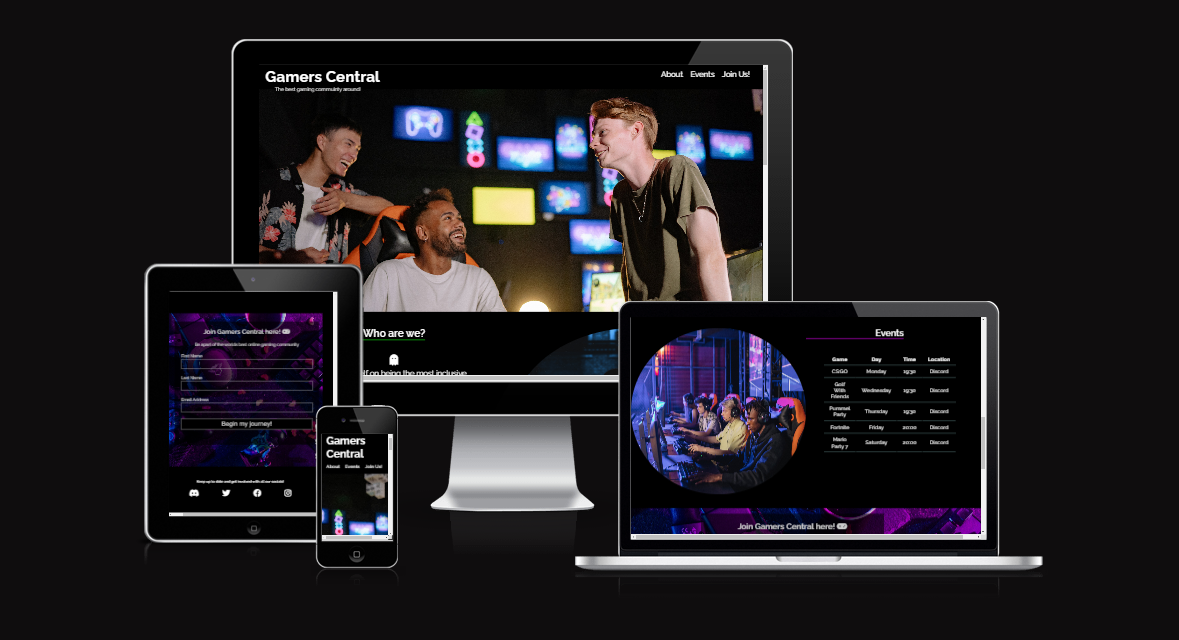 Gamers Central
The best gaming community around!
About Events Join Us!
Who are we?
lf on being the most inclusive
Join Gamers Central here!
Be apart of the worlds best online gaming community
First Name
Last Name
Email Address
Begin my journey!
Keep up to date and get involved with all our socials!
Gamers
Central
About Events Join Us!
Events
Game Day Time Location
CSGO Monday 19:30 Discord
Golf
With
Friends
Wednesday 19:30 Discord
Pummel
Party
Thursday 19:30 Discord
Fortnite Friday 20:00 Discord
Mario
Party 7
Saturday 20:00 Discord
Join Gamers Central here!